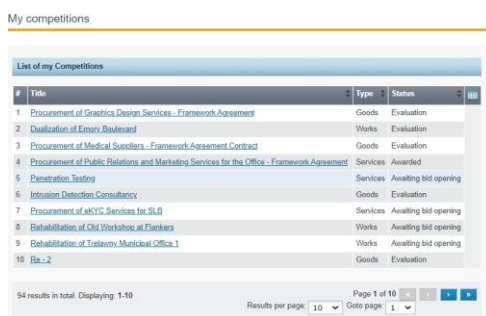 My competitions
List of my Competitions
# Title Type Status
1 Procurement of Graphics Design Services - Framework Agreement Goods Evaluation
2 Dualization of Emory Boulevard Works Evaluation
3 Procurement of Medical Suppliers - Framework Agreement Contract Goods Evaluation
4 Procurement of Public Relations and Marketing Services for the Office - Framework Agreement Services Awarded
5 Penetration Testing Services Awaiting bid opening
6 Intrusion Detection Consultancy Goods Evaluation
7 Procurement of eKYC Services for SLB Services Awaiting bid opening
8 Rehabilitation of Old Workshop at Flankers Works Awaiting bid opening
9 Rehabilitation of Trelawny Municipal Office 1 Works Awaiting bid opening
10 Re - 2 Goods Evaluation
94 results in total. Displaying: 1-10 Page 1 of 10 « ‹ › »
Results per page: 10 Goto page: 1